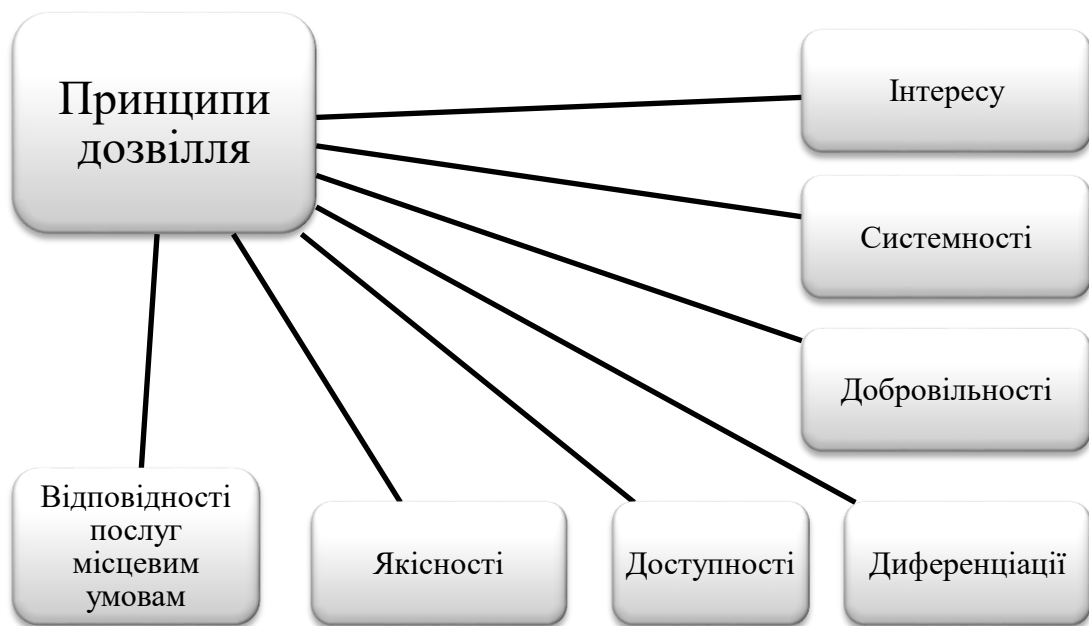 Принципи
дозвілля
Інтересу
Системності
Добровільності
Відповідності
послуг
місцевим
умовам
Якісності
Доступності
Диференціації